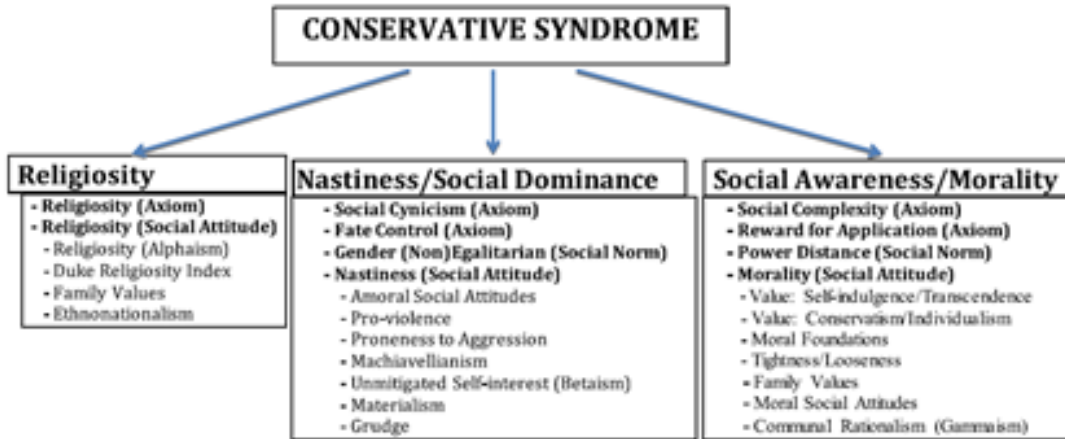 CONSERVATIVE SYNDROME
Religiosity
- Religiosity (Axiom)
- Religiosity (Social Attitude)
- Religiosity (Alphaism)
- Duke Religiosity Index
- Family Values
- Ethnonationalism
Nastiness/Social Dominance
- Social Cynicism (Axiom)
- Fate Control (Axiom)
- Gender (Non)Egalitarian (Social Norm)
- Nastiness (Social Attitude)
- Amoral Social Attitudes
- Pro-violence
- Proneness to Aggression
- Machiavellianism
- Unmitigated Self-interest (Betaism)
- Materialism
- Grudge
Social Awareness/Morality
- Social Complexity (Axiom)
- Reward for Application (Axiom)
- Power Distance (Social Norm)
- Morality (Social Attitude)
- Value: Self-indulgence/Transcendence
- Value: Conservatism/Individualism
- Moral Foundations
- Tightness/Looseness
- Family Values
- Moral Social Attitudes
- Communal Rationalism (Gammaism)